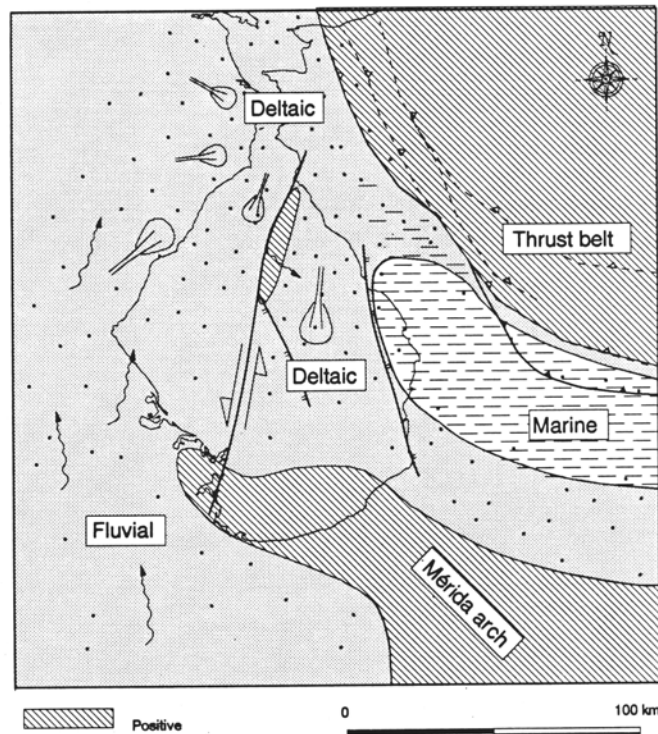 N
Deltaic
Thrust belt
Deltaic
Marine
Fluvial
Mérida arch
Positive
0 100 km